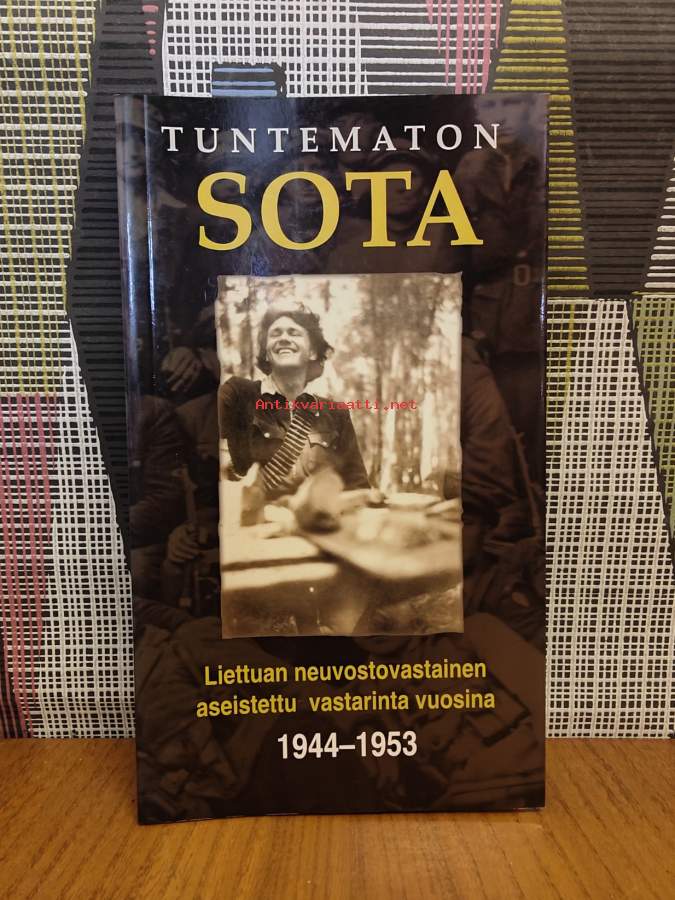 TUNTEMATON
SOTA
Antikvariaatti.net
Liettuan neuvostovastainen
aseistettu vastarinta vuosina
1944–1953